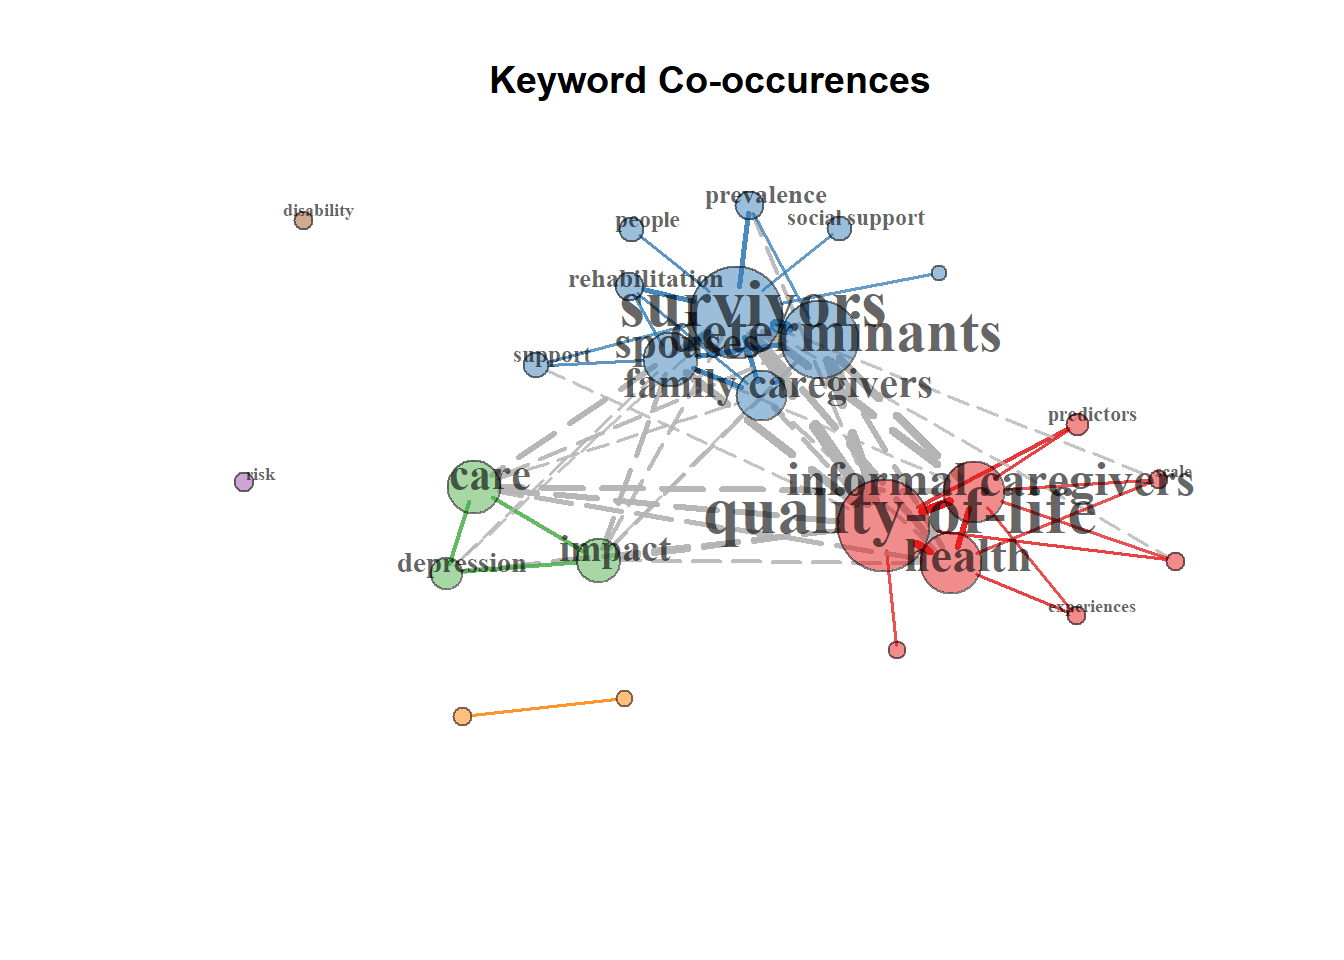 Keyword Co-occurences
prevalence
disability
people
social support
rehabilitation
survivors
determinants
spouses
support
family caregivers
predictors
risk
care
informal caregivers
scale
quality-of-life
impact
health
depression
experiences